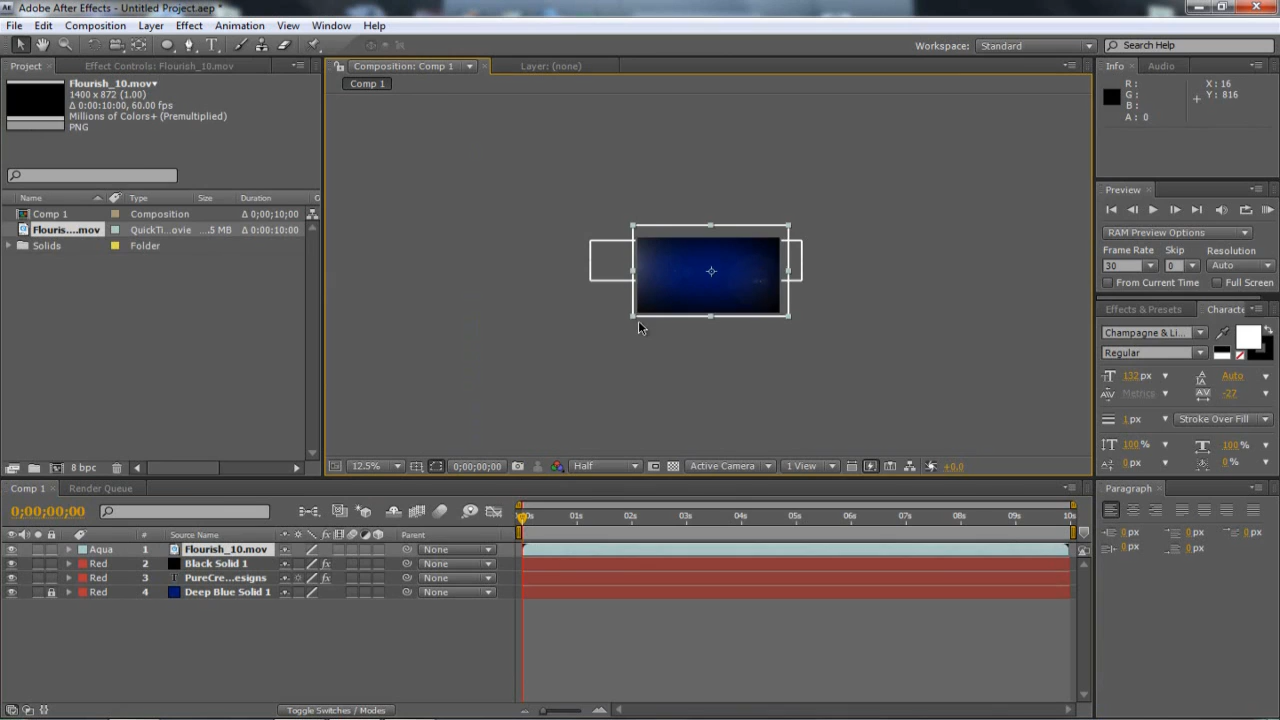 Adobe After Effects - Untitled Project.aep *
File Edit Composition Layer Effect Animation View Window Help
Workspace: Standard Search Help
Project Effect Controls: Flourish_10.mov
Composition: Comp 1 Layer: (none)
Info Audio
Comp 1
Flourish_10.mov▾
1400 x 872 (1.00)
Δ 0:00:10:00, 60.00 fps
Millions of Colors+ (Premultiplied)
PNG
R :
G :
B :
A : 0
X : 16
Y : 816
Name Type Size Duration
Comp 1 Composition Δ 0;00;10;00
Flouris....mov QuickTi...ovie ....5 MB Δ 0:00:10:00
Solids Folder
Preview
RAM Preview Options
Frame Rate Skip Resolution
30 0 Auto
From Current Time Full Screen
Effects & Presets Characte
Champagne & Li...
Regular
132 px Auto
Metrics -27
1 px Stroke Over Fill
100 % 100 %
0 px 0 %
8 bpc
12.5% 0;00;00;00 Half Active Camera 1 View +0.0
Comp 1 Render Queue
0;00;00;00
01s 02s 03s 04s 05s 06s 07s 08s 09s 10s
# Source Name Parent
Aqua 1 Flourish_10.mov None
Red 2 Black Solid 1 fx None
Red 3 T PureCre...esigns fx None
Red 4 Deep Blue Solid 1 None
Paragraph
0 px 0 px 0 px
0 px 0 px
Toggle Switches / Modes